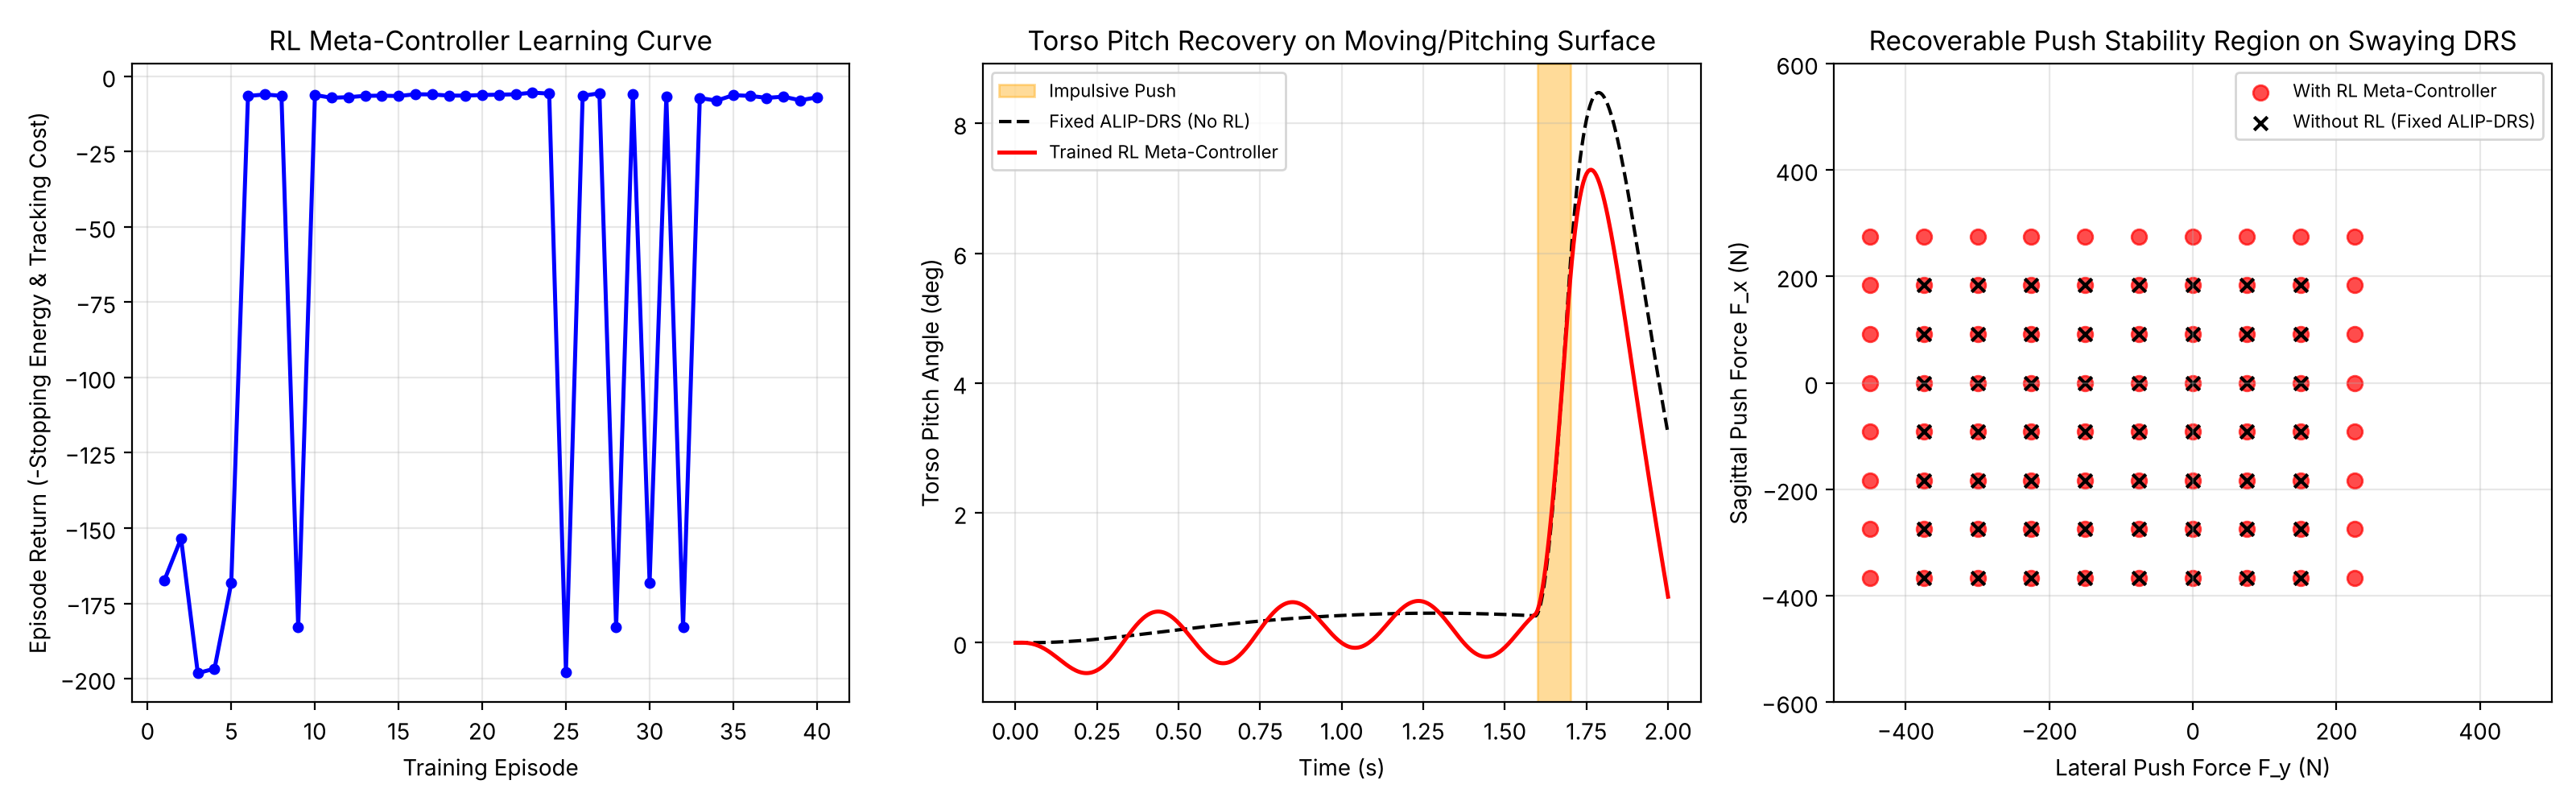 RL Meta-Controller Learning Curve
Episode Return (-Stopping Energy & Tracking Cost)
0
−25
−50
−75
−100
−125
−150
−175
−200
0 5 10 15 20 25 30 35 40
Training Episode
Torso Pitch Recovery on Moving/Pitching Surface
Impulsive Push
Fixed ALIP-DRS (No RL)
Trained RL Meta-Controller
Torso Pitch Angle (deg)
8
6
4
2
0
0.00 0.25 0.50 0.75 1.00 1.25 1.50 1.75 2.00
Time (s)
Recoverable Push Stability Region on Swaying DRS
With RL Meta-Controller
Without RL (Fixed ALIP-DRS)
Sagittal Push Force F_x (N)
600
400
200
0
−200
−400
−600
−400 −200 0 200 400
Lateral Push Force F_y (N)